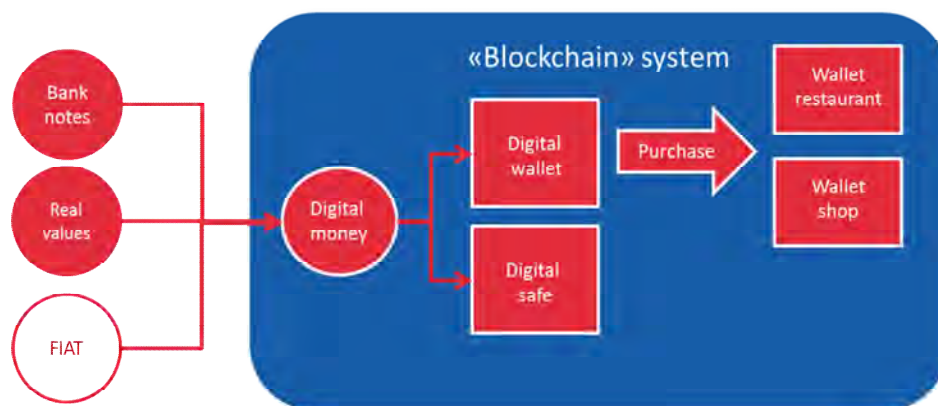 «Blockchain» system
Bank
notes
Real
values
FIAT
Digital
money
Digital
wallet
Digital
safe
Purchase
Wallet
restaurant
Wallet
shop